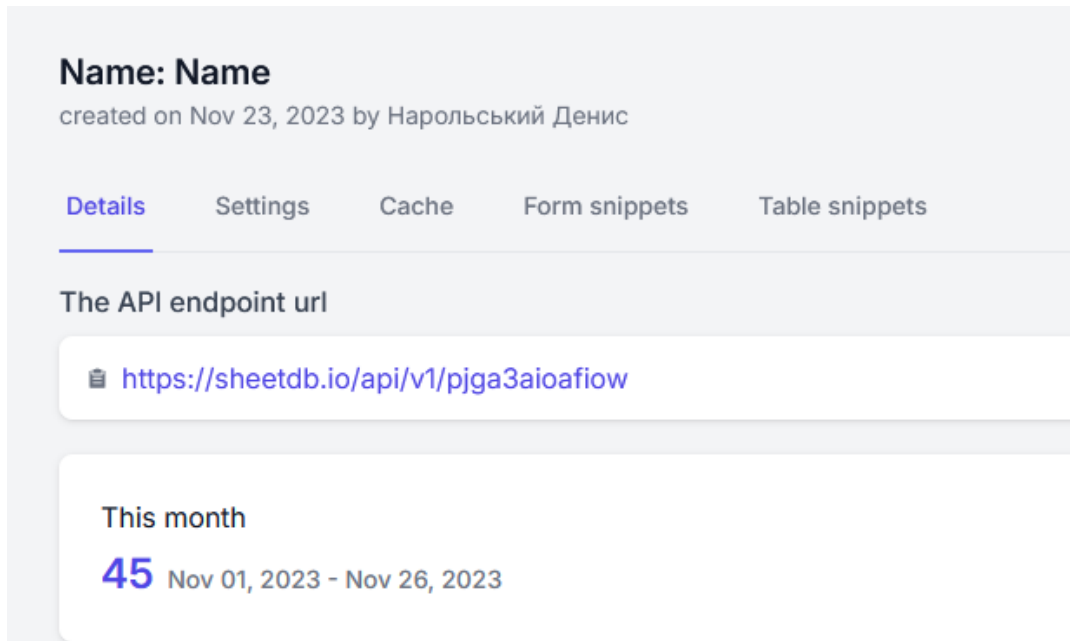 Name: Name
created on Nov 23, 2023 by Нарольський Денис
Details Settings Cache Form snippets Table snippets
The API endpoint url
https://sheetdb.io/api/v1/pjga3aioafiow
This month
45 Nov 01, 2023 - Nov 26, 2023